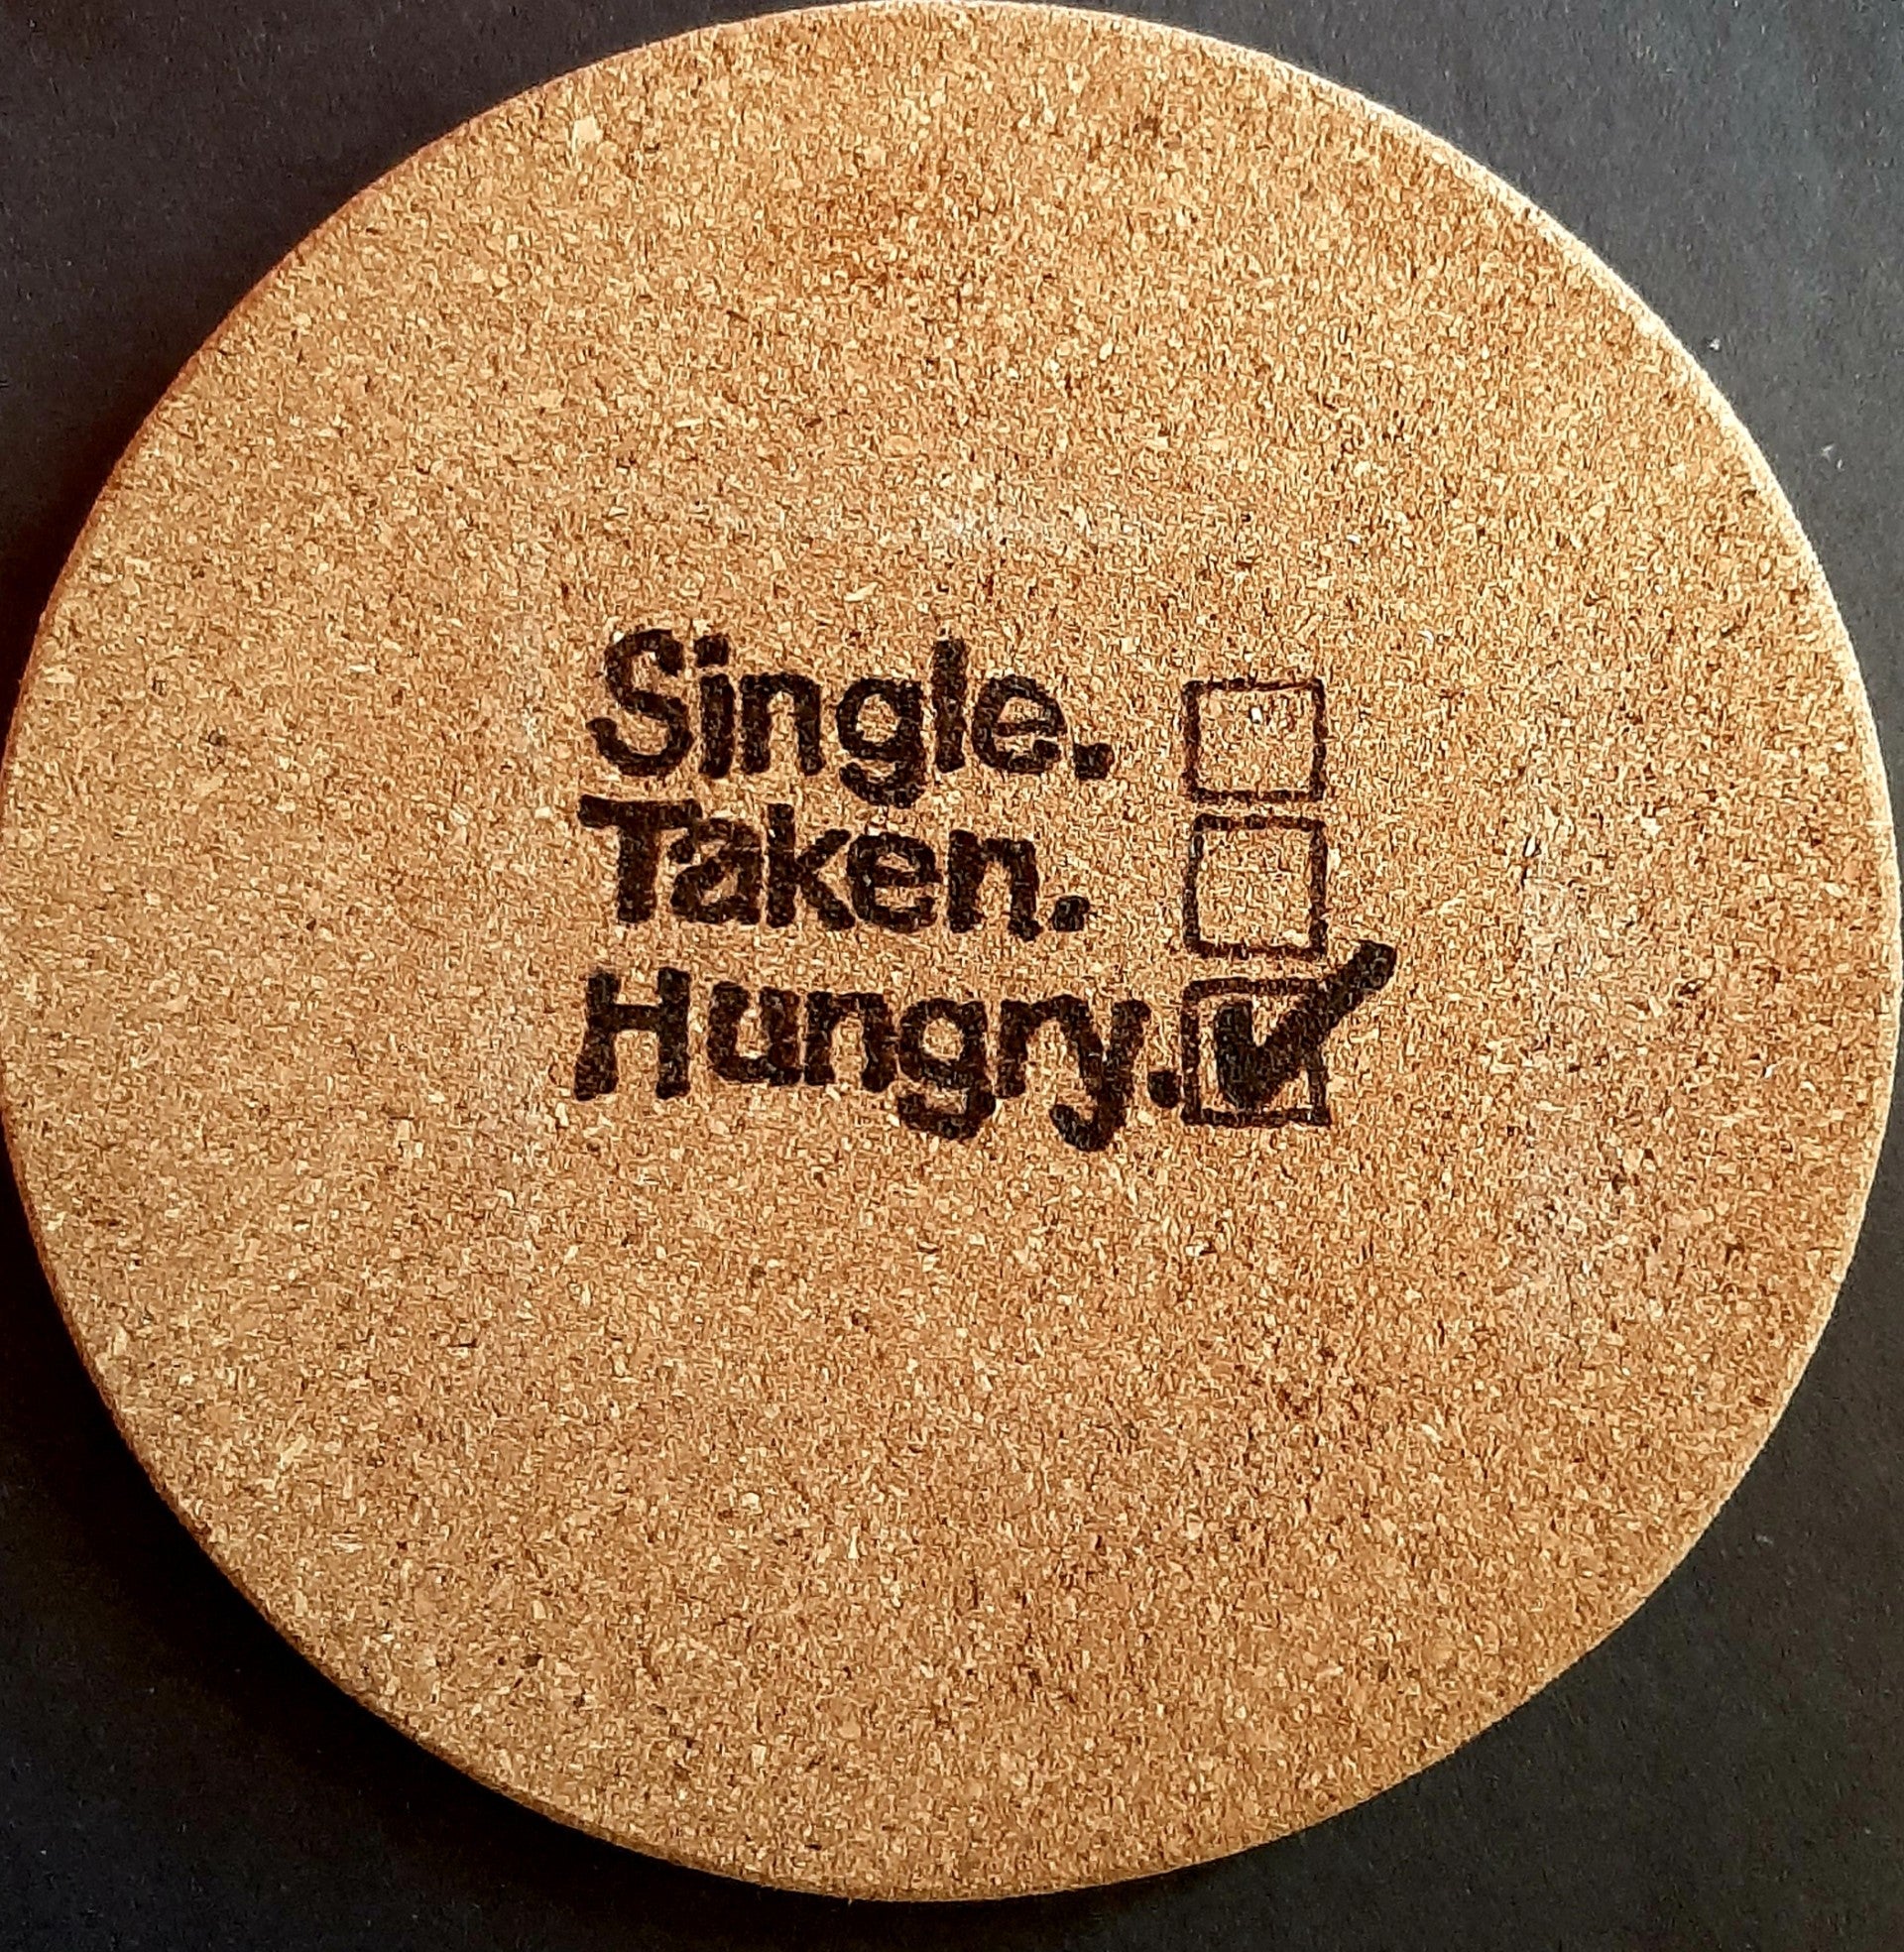 Single. ☐
Taken. ☐
Hungry. ☑